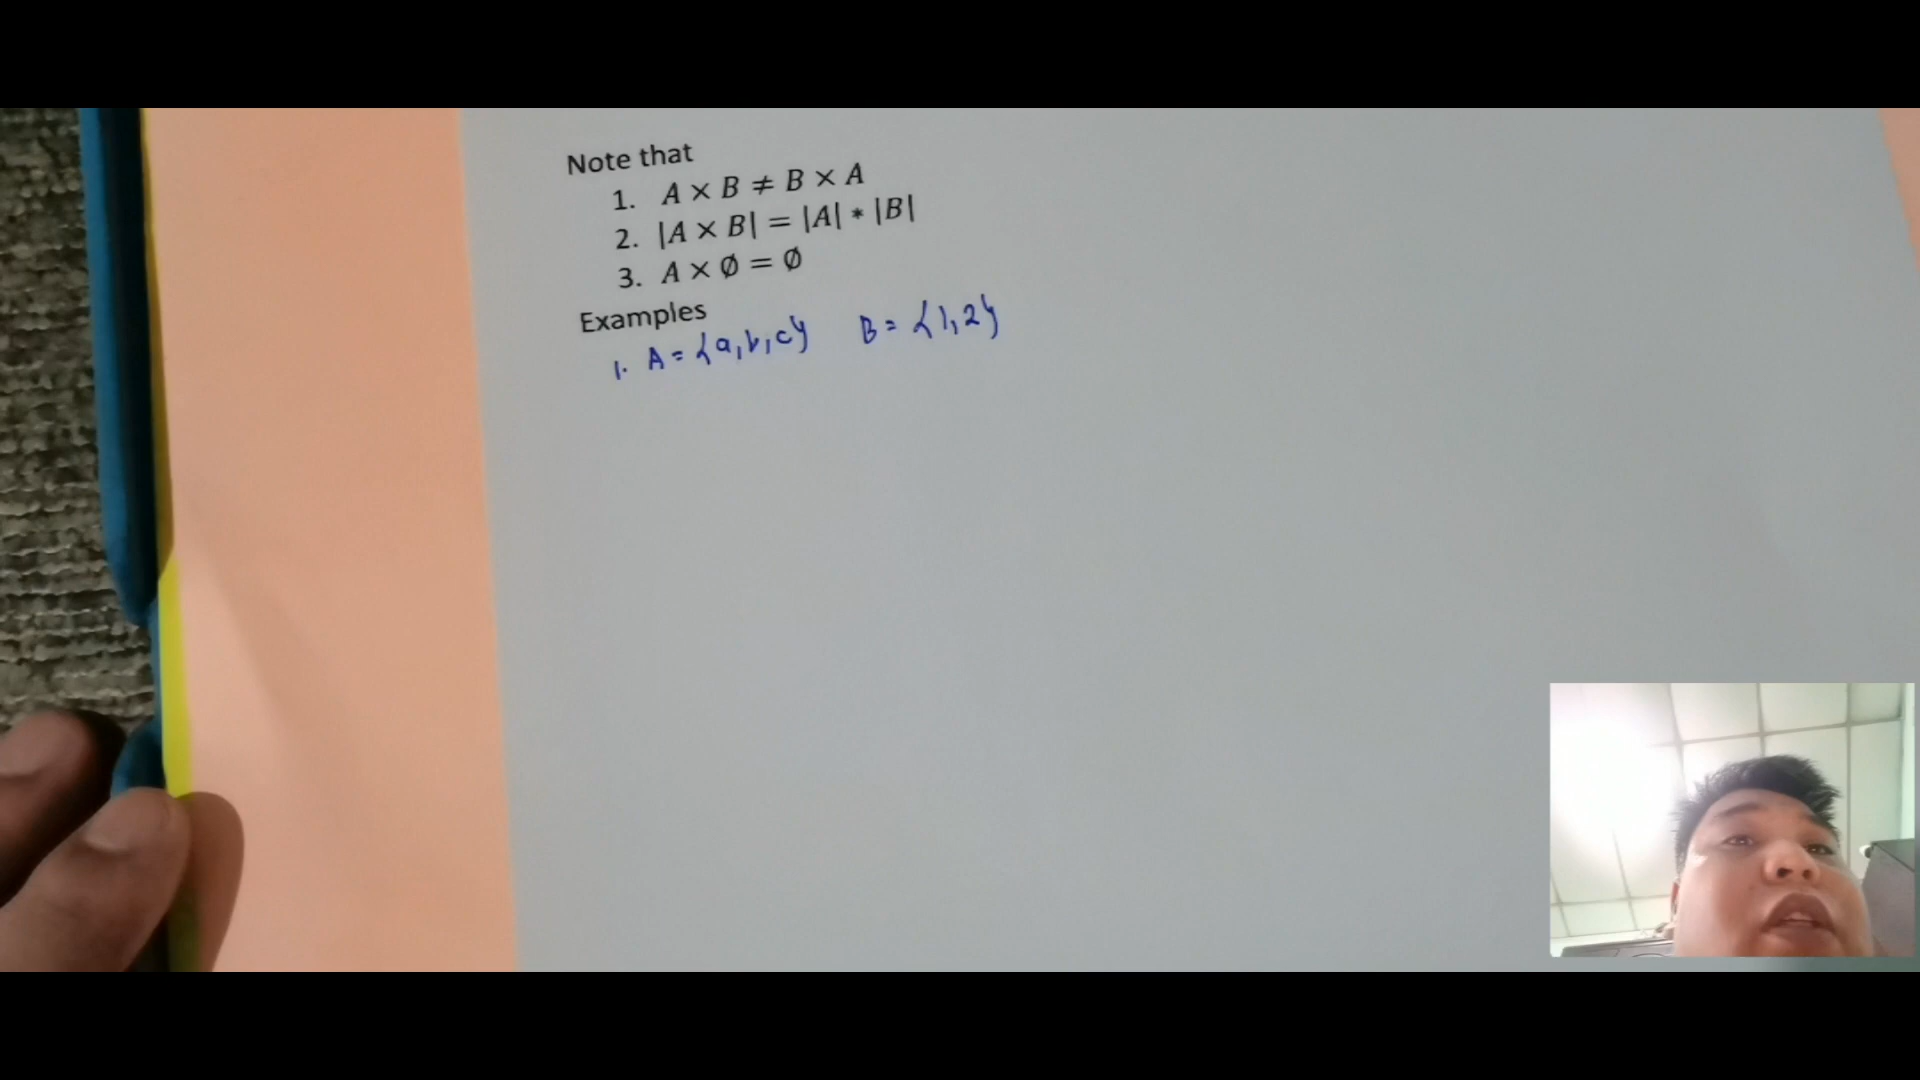 Note that
1. A × B ≠ B × A
2. |A × B| = |A| * |B|
3. A × ∅ = ∅
Examples
1. A = {a, b, c} B = {1, 2}